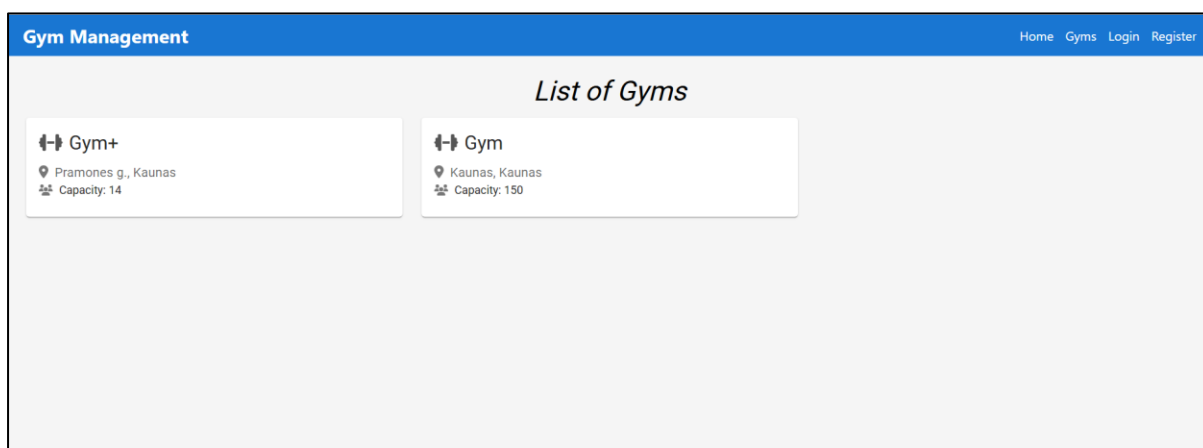 Gym Management
Home Gyms Login Register
List of Gyms
Gym+
Pramones g., Kaunas
Capacity: 14
Gym
Kaunas, Kaunas
Capacity: 150